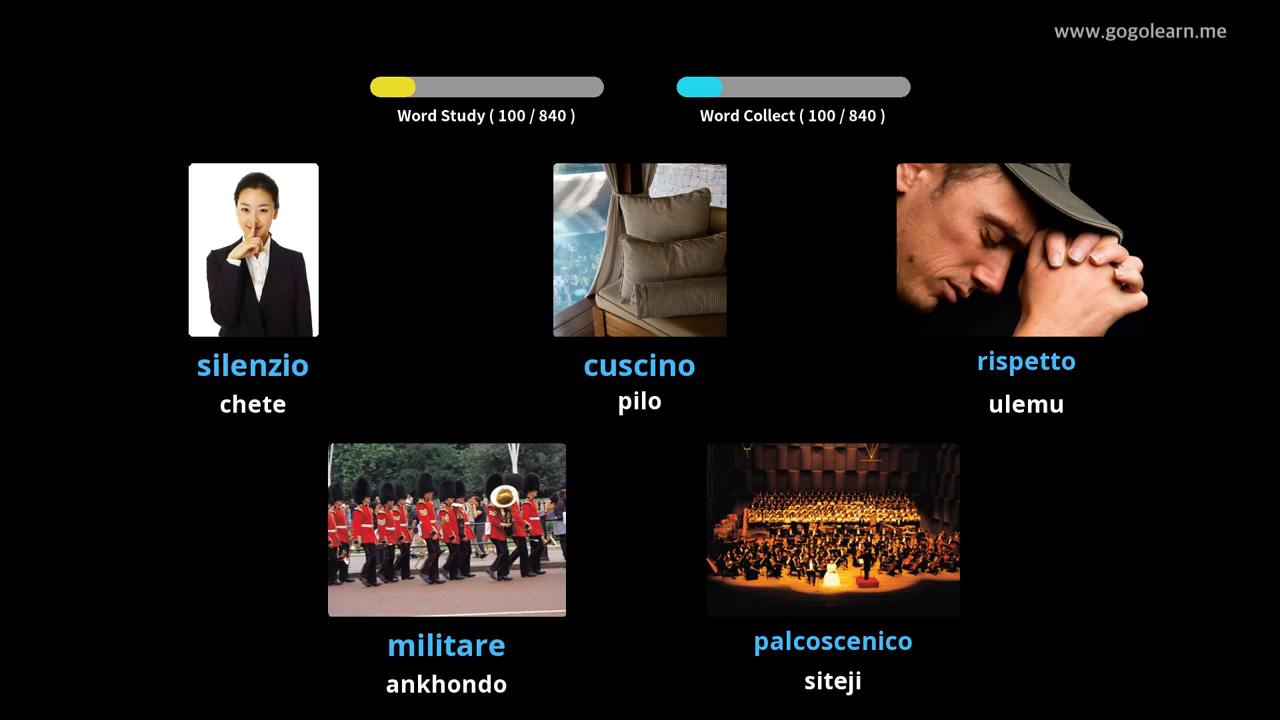 www.gogolearn.me
Word Study ( 100 / 840 )
Word Collect ( 100 / 840 )
silenzio
chete
cuscino
pilo
rispetto
ulemu
militare
ankhondo
palcoscenico
siteji